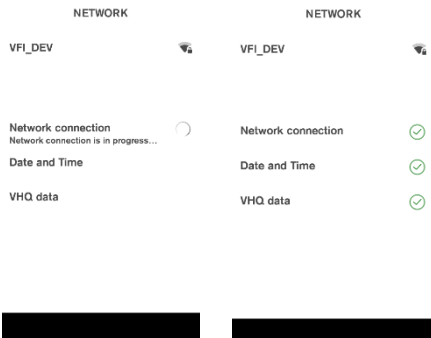 NETWORK
VFI_DEV
Network connection
Network connection is in progress...
Date and Time
VHQ data
NETWORK
VFI_DEV
Network connection
Date and Time
VHQ data